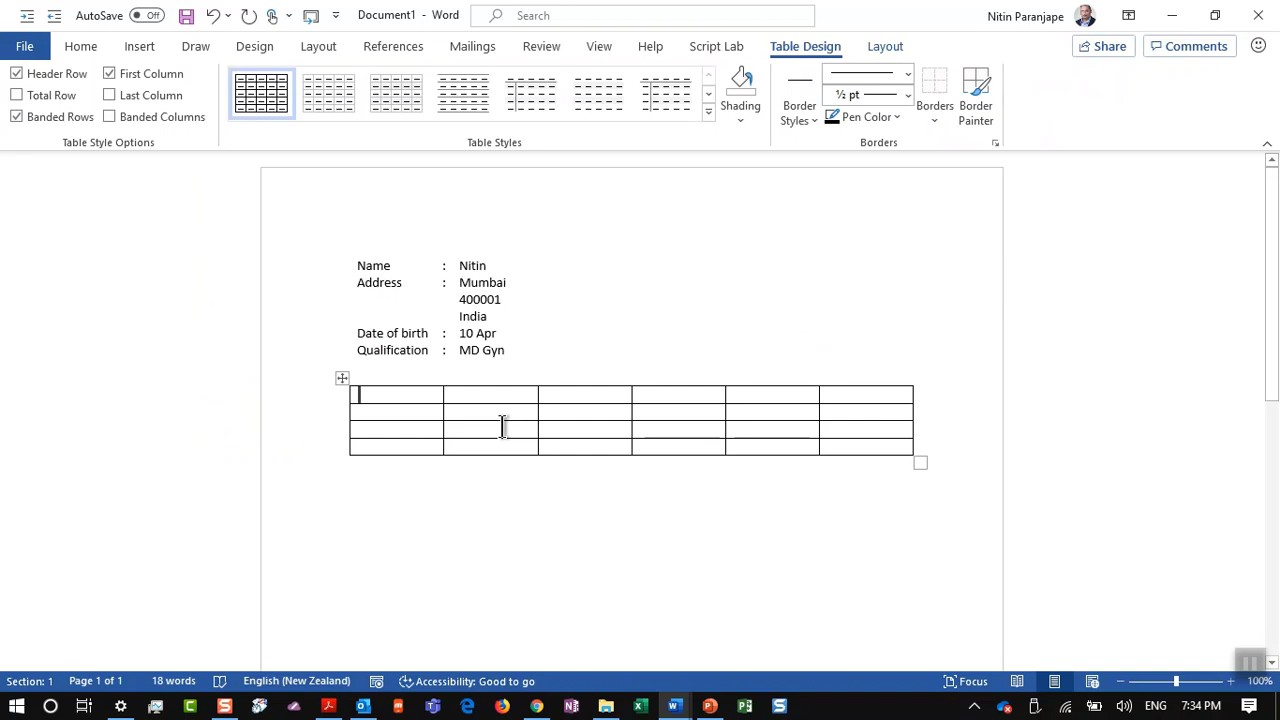 AutoSave Off Document1 - Word Search Nitin Paranjape
File Home Insert Draw Design Layout References Mailings Review View Help Script Lab Table Design Layout Share Comments
Header Row First Column
Total Row Last Column
Banded Rows Banded Columns
Table Style Options
Table Styles
Shading
Border Styles
½ pt
Pen Color
Borders
Border Painter
Borders
Name : Nitin
Address : Mumbai
400001
India
Date of birth : 10 Apr
Qualification : MD Gyn
Section: 1 Page 1 of 1 18 words English (New Zealand) Accessibility: Good to go Focus 100%
ENG 7:34 PM